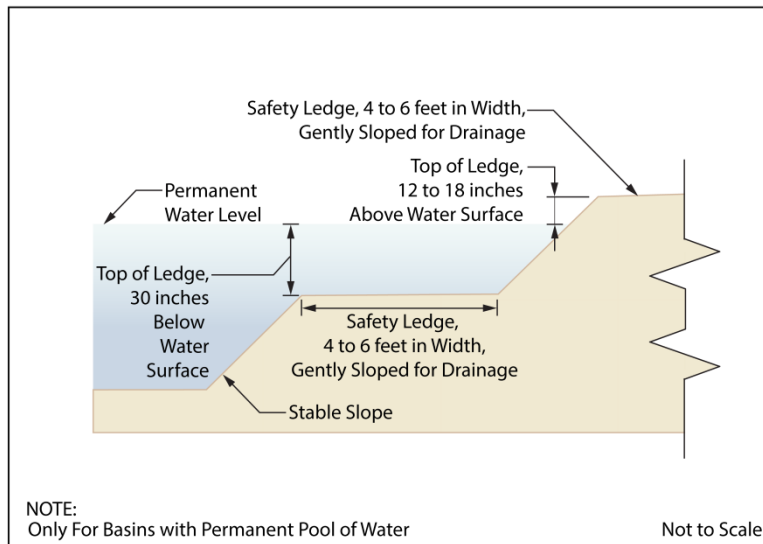 Safety Ledge, 4 to 6 feet in Width,
Gently Sloped for Drainage
Top of Ledge,
12 to 18 inches
Above Water Surface
Permanent
Water Level
Top of Ledge,
30 inches
Below
Water
Surface
Safety Ledge,
4 to 6 feet in Width,
Gently Sloped for Drainage
Stable Slope
NOTE:
Only For Basins with Permanent Pool of Water
Not to Scale